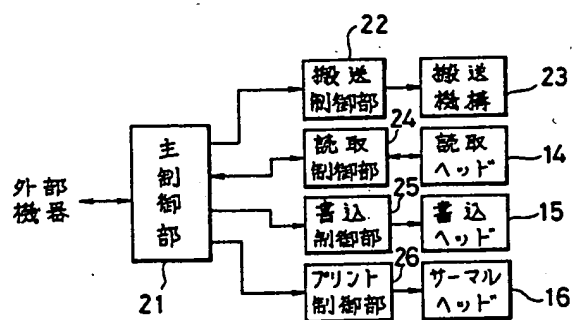 22
搬送
制御部
搬送
機構
23
24
読取
制御部
読取
ヘッド
14
主
制
御
部
外部
機器
21
25
書込
制御部
書込
ヘッド
15
26
プリント
制御部
サーマル
ヘッド
16